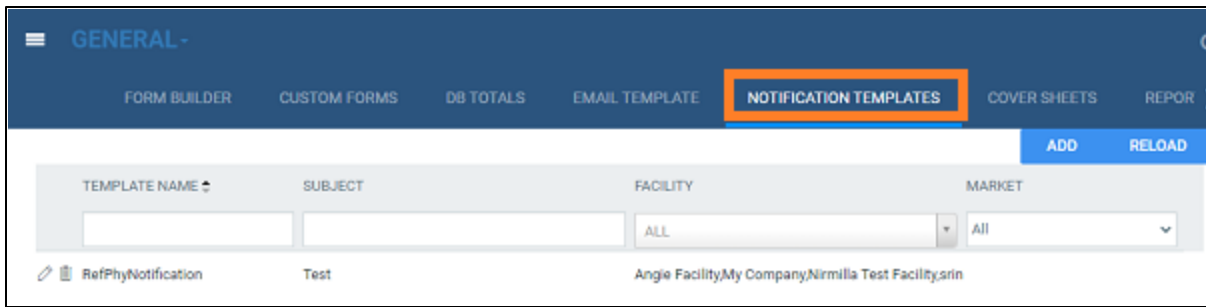 GENERAL
FORM BUILDER CUSTOM FORMS DB TOTALS EMAIL TEMPLATE NOTIFICATION TEMPLATES COVER SHEETS REPOR
ADD RELOAD
TEMPLATE NAME SUBJECT FACILITY MARKET
ALL All
RefPhyNotification Test Angie Facility,My Company,Nirmilla Test Facility,srin